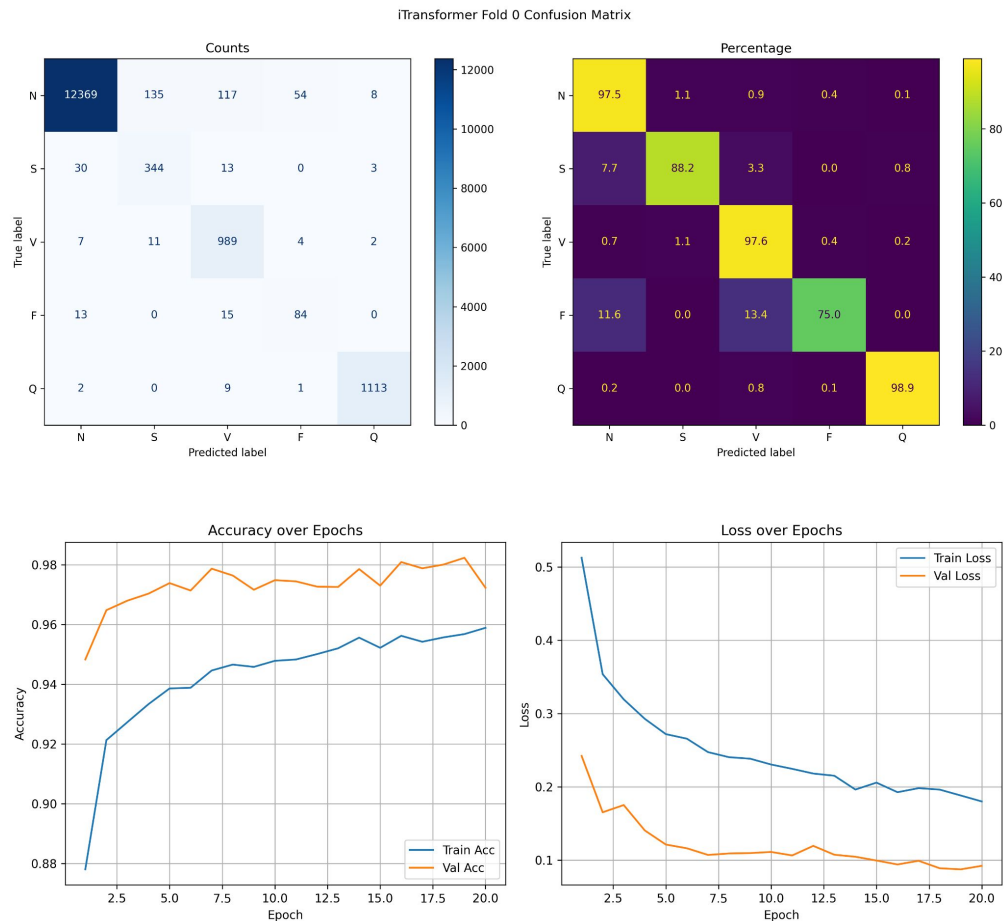 iTransformer Fold 0 Confusion Matrix
Counts
N 12369 135 117 54 8
S 30 344 13 0 3
V 7 11 989 4 2
F 13 0 15 84 0
Q 2 0 9 1 1113
N S V F Q
Predicted label
True label
12000
10000
8000
6000
4000
2000
0
Percentage
N 97.5 1.1 0.9 0.4 0.1
S 7.7 88.2 3.3 0.0 0.8
V 0.7 1.1 97.6 0.4 0.2
F 11.6 0.0 13.4 75.0 0.0
Q 0.2 0.0 0.8 0.1 98.9
N S V F Q
Predicted label
True label
80
60
40
20
0
Accuracy over Epochs
0.98
0.96
0.94
0.92
0.90
0.88
Accuracy
Train Acc
Val Acc
2.5 5.0 7.5 10.0 12.5 15.0 17.5 20.0
Epoch
Loss over Epochs
Train Loss
Val Loss
0.5
0.4
0.3
0.2
0.1
Loss
2.5 5.0 7.5 10.0 12.5 15.0 17.5 20.0
Epoch